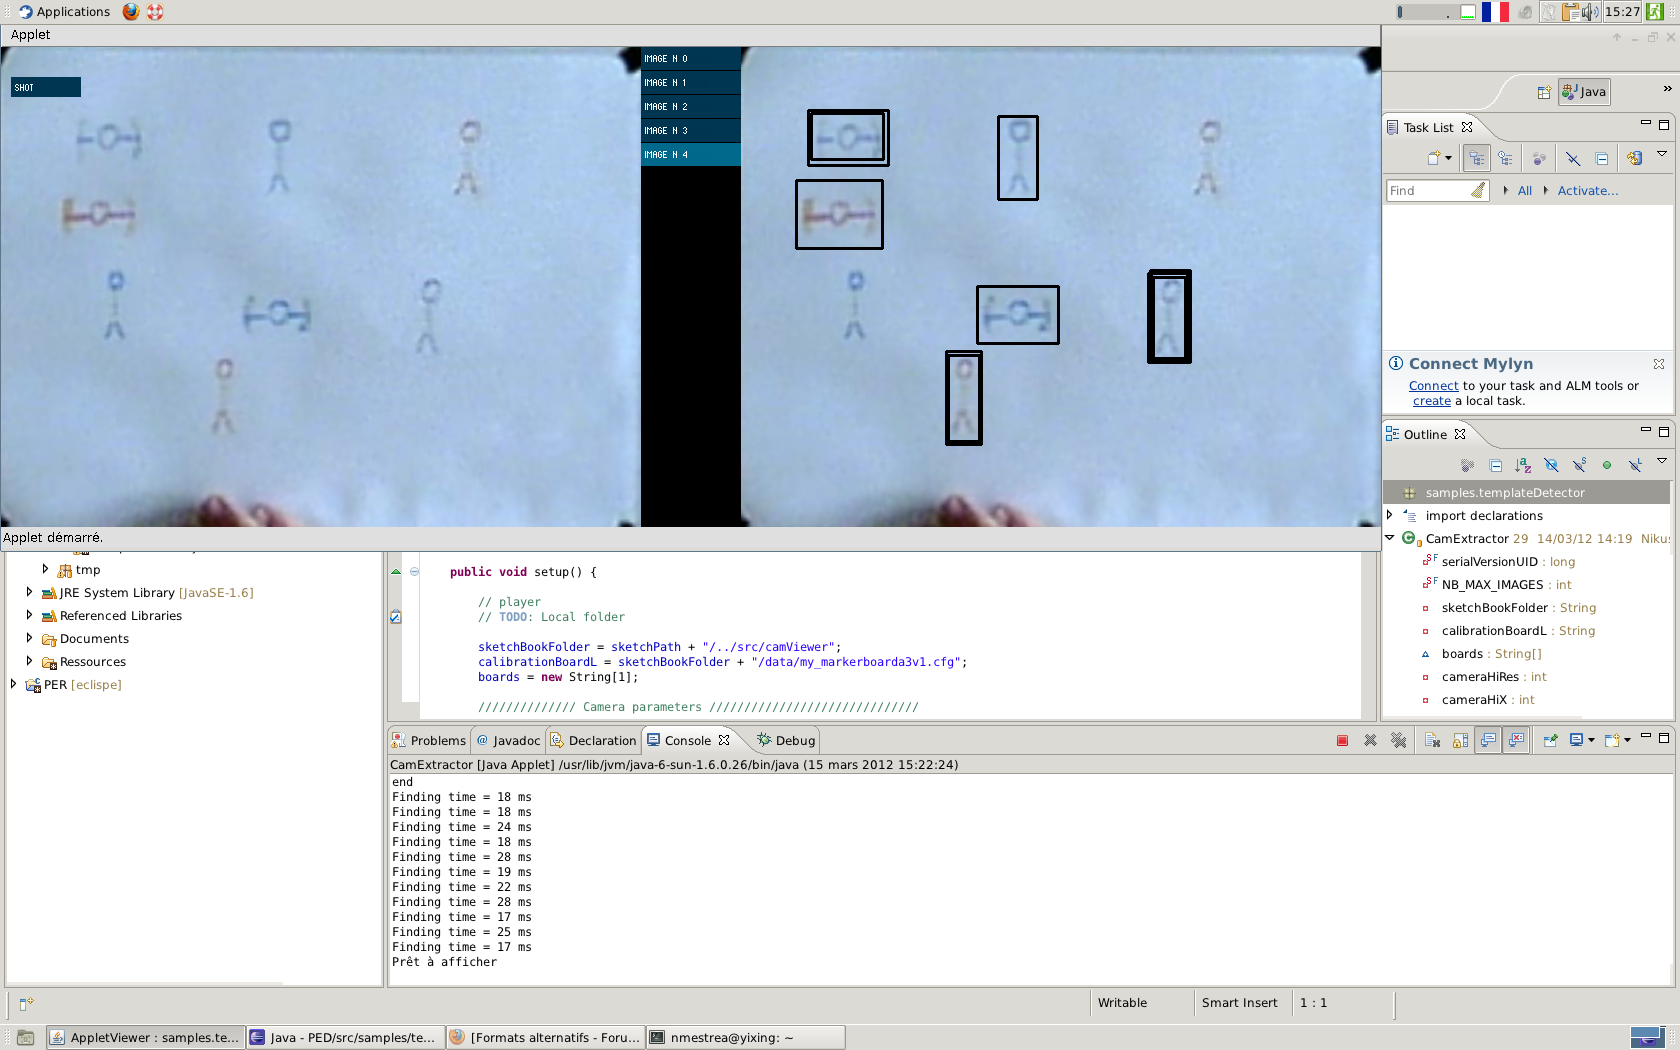 Applications
15:27
Applet
SHOT
IMAGE N 0
IMAGE N 1
IMAGE N 2
IMAGE N 3
IMAGE N 4
Applet démarré.
Java
»
Task List
Find
All
Activate...
Connect Mylyn
Connect to your task and ALM tools or
create a local task.
Outline
samples.templateDetector
import declarations
CamExtractor 29 14/03/12 14:19 Nikus
serialVersionUID : long
NB_MAX_IMAGES : int
sketchBookFolder : String
calibrationBoardL : String
boards : String[]
cameraHiRes : int
cameraHiX : int
tmp
JRE System Library [JavaSE-1.6]
Referenced Libraries
Documents
Ressources
PER [eclispe]
public void setup() {
// player
// TODO: Local folder
sketchBookFolder = sketchPath + "/../src/camViewer";
calibrationBoardL = sketchBookFolder + "/data/my_markerboarda3v1.cfg";
boards = new String[1];
////////////// Camera parameters //////////////////////////////
Problems
Javadoc
Declaration
Console
Debug
CamExtractor [Java Applet] /usr/lib/jvm/java-6-sun-1.6.0.26/bin/java (15 mars 2012 15:22:24)
end
Finding time = 18 ms
Finding time = 18 ms
Finding time = 24 ms
Finding time = 18 ms
Finding time = 28 ms
Finding time = 19 ms
Finding time = 22 ms
Finding time = 28 ms
Finding time = 17 ms
Finding time = 25 ms
Finding time = 17 ms
Prêt à afficher
Writable
Smart Insert
1 : 1
AppletViewer : samples.te...
Java - PED/src/samples/te...
[Formats alternatifs - Foru...
nmestrea@yixing: ~